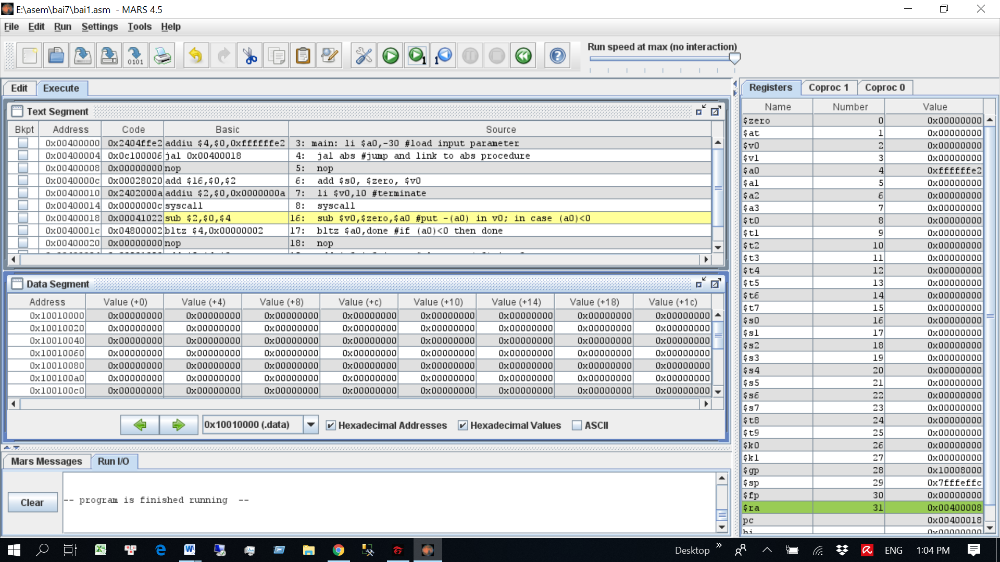 E:\asem\bai7\bai1.asm - MARS 4.5
File Edit Run Settings Tools Help
Run speed at max (no interaction)
0101
1
1
Edit Execute
Text Segment
Bkpt Address Code Basic Source
0x00400000 0x2404ffe2 addiu $4,$0,0xffffffe2 3: main: li $a0,-30 #load input parameter
0x00400004 0x0c100006 jal 0x00400018 4: jal abs #jump and link to abs procedure
0x00400008 0x00000000 nop 5: nop
0x0040000c 0x00028020 add $16,$0,$2 6: add $s0, $zero, $v0
0x00400010 0x2402000a addiu $2,$0,0x0000000a 7: li $v0,10 #terminate
0x00400014 0x0000000c syscall 8: syscall
0x00400018 0x00041022 sub $2,$0,$4 16: sub $v0,$zero,$a0 #put -(a0) in v0; in case (a0)<0
0x0040001c 0x04800002 bltz $4,0x00000002 17: bltz $a0,done #if (a0)<0 then done
0x00400020 0x00000000 nop 18: nop
Data Segment
Address Value (+0) Value (+4) Value (+8) Value (+c) Value (+10) Value (+14) Value (+18) Value (+1c)
0x10010000 0x00000000 0x00000000 0x00000000 0x00000000 0x00000000 0x00000000 0x00000000 0x00000000
0x10010020 0x00000000 0x00000000 0x00000000 0x00000000 0x00000000 0x00000000 0x00000000 0x00000000
0x10010040 0x00000000 0x00000000 0x00000000 0x00000000 0x00000000 0x00000000 0x00000000 0x00000000
0x10010060 0x00000000 0x00000000 0x00000000 0x00000000 0x00000000 0x00000000 0x00000000 0x00000000
0x10010080 0x00000000 0x00000000 0x00000000 0x00000000 0x00000000 0x00000000 0x00000000 0x00000000
0x100100a0 0x00000000 0x00000000 0x00000000 0x00000000 0x00000000 0x00000000 0x00000000 0x00000000
0x100100c0 0x00000000 0x00000000 0x00000000 0x00000000 0x00000000 0x00000000 0x00000000 0x00000000
0x10010000 (.data) Hexadecimal Addresses Hexadecimal Values ASCII
Mars Messages Run I/O
Clear
-- program is finished running --
Registers Coproc 1 Coproc 0
Name Number Value
$zero 0 0x00000000
$at 1 0x00000000
$v0 2 0x00000000
$v1 3 0x00000000
$a0 4 0xffffffe2
$a1 5 0x00000000
$a2 6 0x00000000
$a3 7 0x00000000
$t0 8 0x00000000
$t1 9 0x00000000
$t2 10 0x00000000
$t3 11 0x00000000
$t4 12 0x00000000
$t5 13 0x00000000
$t6 14 0x00000000
$t7 15 0x00000000
$s0 16 0x00000000
$s1 17 0x00000000
$s2 18 0x00000000
$s3 19 0x00000000
$s4 20 0x00000000
$s5 21 0x00000000
$s6 22 0x00000000
$s7 23 0x00000000
$t8 24 0x00000000
$t9 25 0x00000000
$k0 26 0x00000000
$k1 27 0x00000000
$gp 28 0x10008000
$sp 29 0x7fffeffc
$fp 30 0x00000000
$ra 31 0x00400008
pc 0x00400018
hi 0x00000000
Desktop ENG 1:04 PM